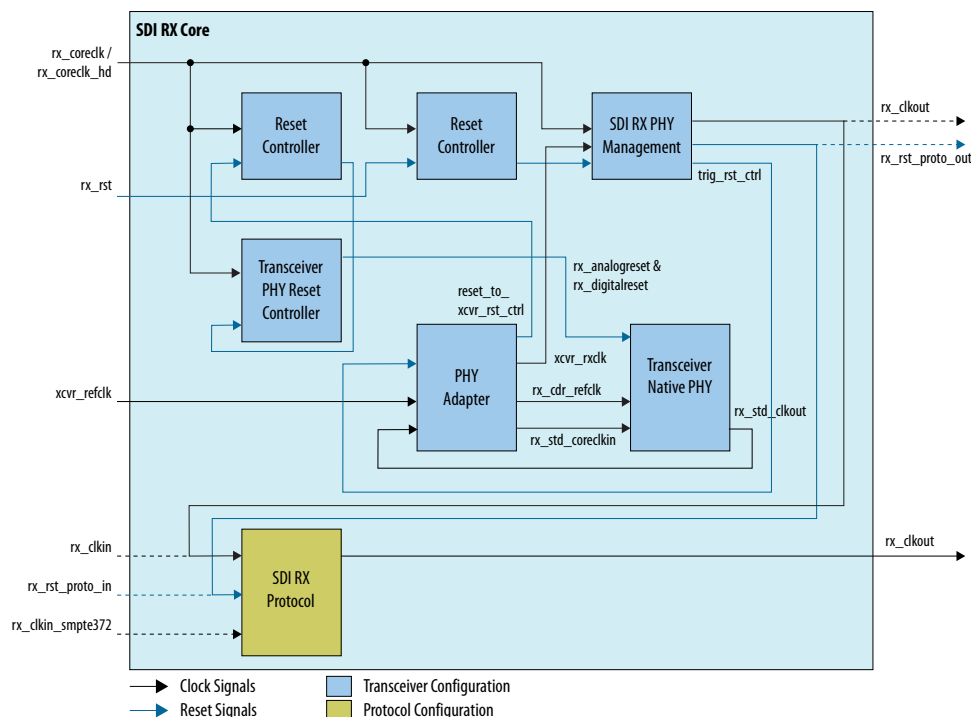 SDI RX Core
rx_coreclk /
rx_coreclk_hd
Reset
Controller
Reset
Controller
SDI RX PHY
Management
rx_clkout
rx_rst_proto_out
trig_rst_ctrl
rx_rst
Transceiver
PHY Reset
Controller
rx_analogreset &
rx_digitalreset
reset_to_
xcvr_rst_ctrl
xcvr_rxclk
PHY
Adapter
Transceiver
Native PHY
xcvr_refclk
rx_cdr_refclk
rx_std_clkout
rx_std_coreclkin
rx_clkin
rx_clkout
SDI RX
Protocol
rx_rst_proto_in
rx_clkin_smpte372
Clock Signals
Transceiver Configuration
Reset Signals
Protocol Configuration